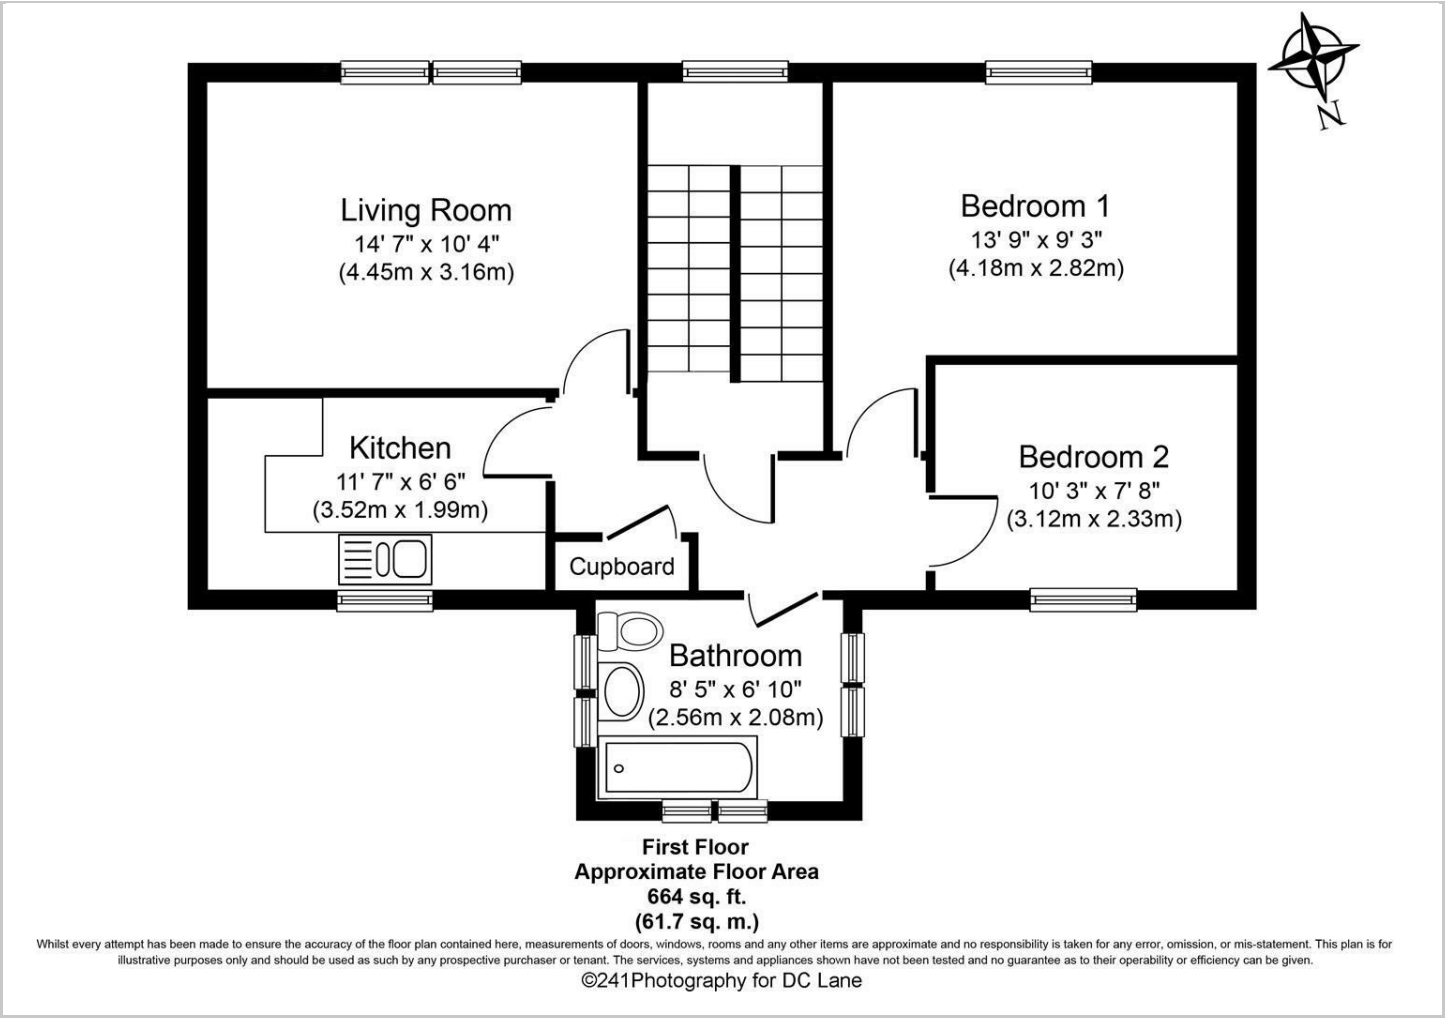 N
Living Room
14' 7" x 10' 4"
(4.45m x 3.16m)
Bedroom 1
13' 9" x 9' 3"
(4.18m x 2.82m)
Kitchen
11' 7" x 6' 6"
(3.52m x 1.99m)
Bedroom 2
10' 3" x 7' 8"
(3.12m x 2.33m)
Cupboard
Bathroom
8' 5" x 6' 10"
(2.56m x 2.08m)
First Floor
Approximate Floor Area
664 sq. ft.
(61.7 sq. m.)
Whilst every attempt has been made to ensure the accuracy of the floor plan contained here, measurements of doors, windows, rooms and any other items are approximate and no responsibility is taken for any error, omission, or mis-statement. This plan is for
illustrative purposes only and should be used as such by any prospective purchaser or tenant. The services, systems and appliances shown have not been tested and no guarantee as to their operability or efficiency can be given.
©241Photography for DC Lane